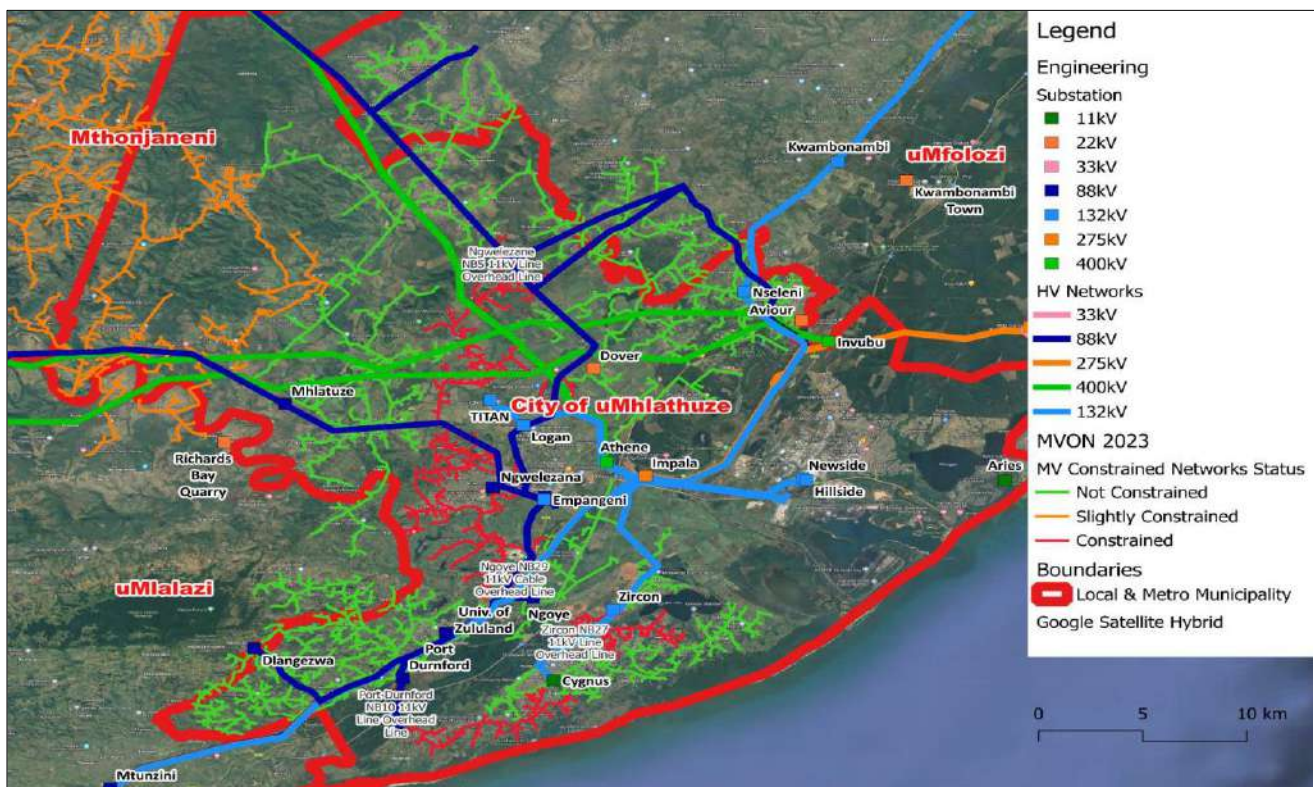 Mthonjaneni
Kwambonambi
uMfolozi
Kwambonambi
Town
Ngwelezane
NB5 11kV Line
Overhead Line
Nseleni
Aviour
Invubu
Dover
Mhlatuze
City of uMhlathuze
TITAN
Logan
Athene
Impala
Newside
Aries
Richards
Bay
Quarry
Ngwelezana
Hillside
Empangeni
uMlalazi
Ngoye NB29
11kV Cable
Overhead Line
Univ. of
Zululand
Ngoye
Zircon
Zircon NB27
11kV Line
Overhead Line
Dlangezwa
Port
Durnford
Cygnus
Port-Durnford
NB10 11kV
Line Overhead
Line
Mtunzini
Legend
Engineering
Substation
11kV
22kV
33kV
88kV
132kV
275kV
400kV
HV Networks
33kV
88kV
275kV
400kV
132kV
MVON 2023
MV Constrained Networks Status
Not Constrained
Slightly Constrained
Constrained
Boundaries
Local & Metro Municipality
Google Satellite Hybrid
0 5 10 km